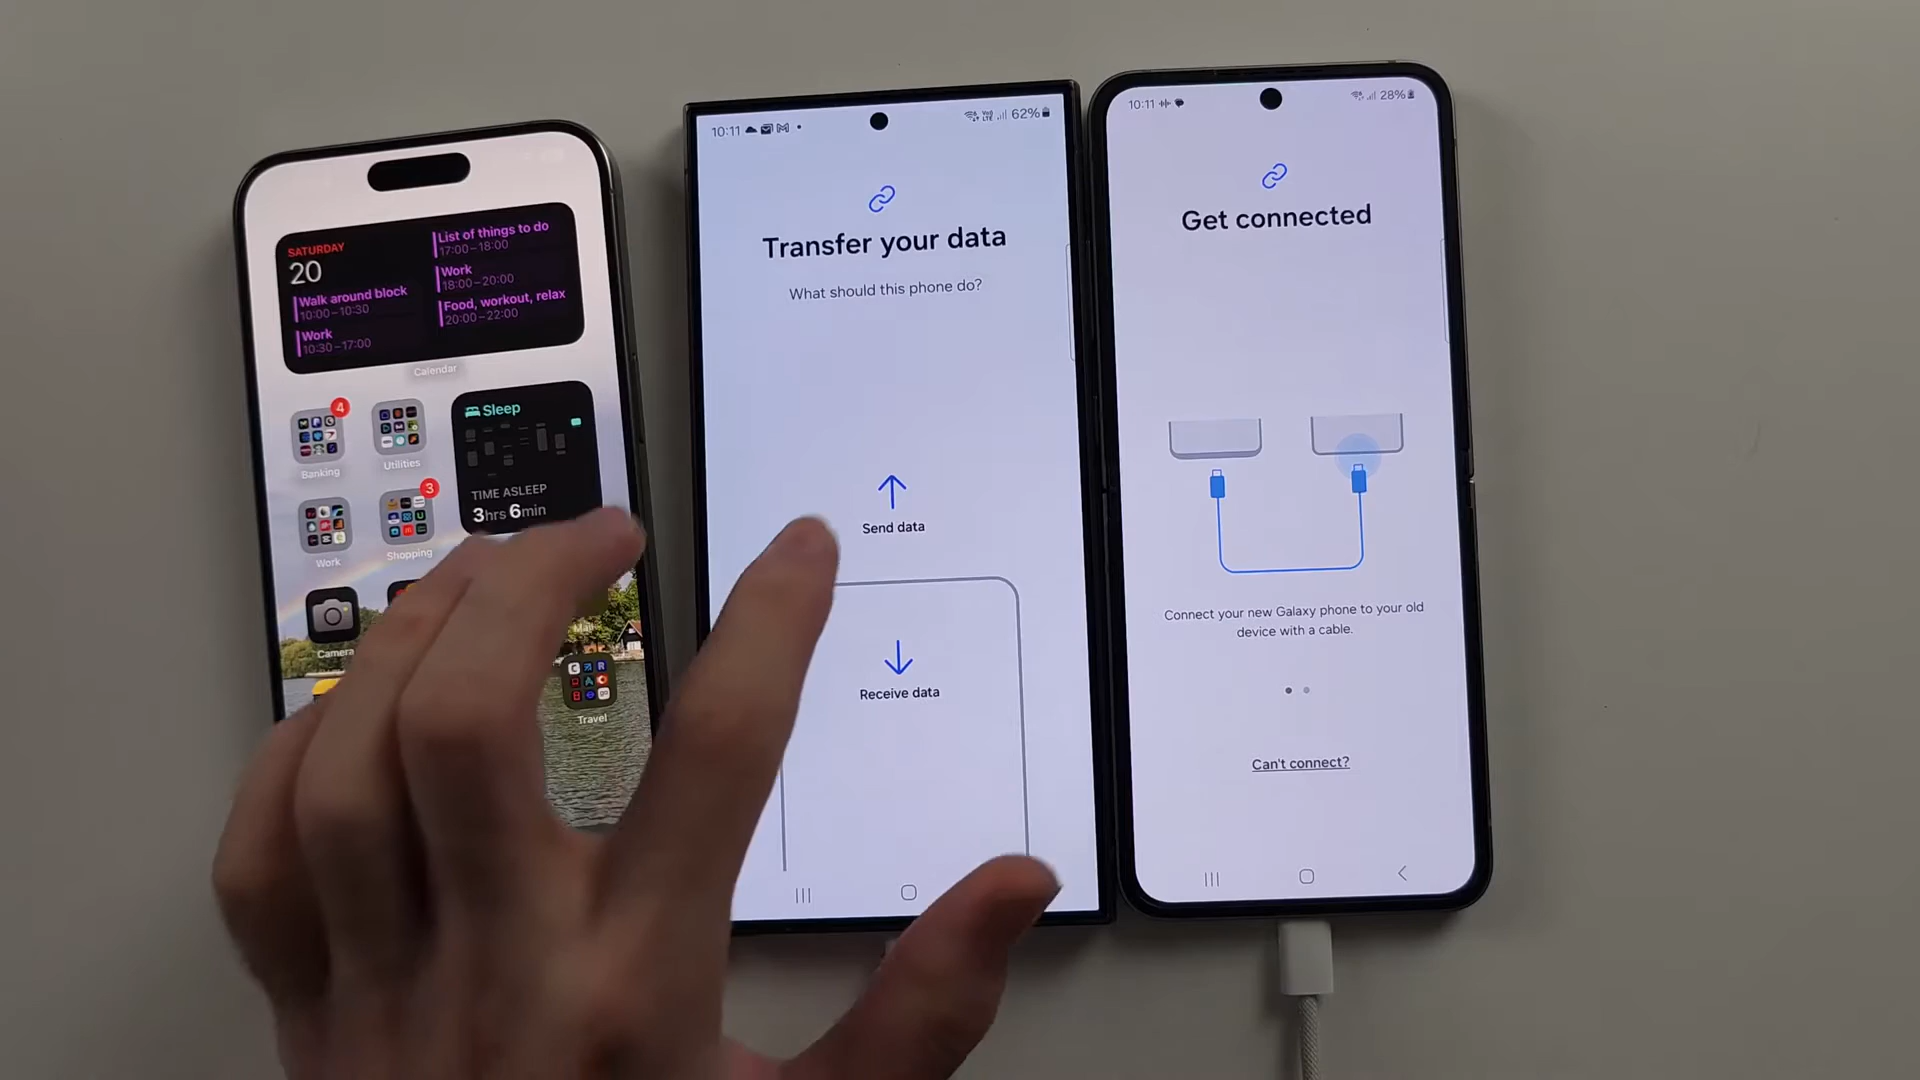 SATURDAY
20
Walk around block
10:00–10:30
Work
10:30–17:00
List of things to do
17:00–18:00
Work
18:00–20:00
Food, workout, relax
20:00–22:00
Calendar
4
Banking
Utilities
Sleep
TIME ASLEEP
3hrs 6min
Work
3
Shopping
Camera
Mail
Travel
10:11
62%
Transfer your data
What should this phone do?
Send data
Receive data
10:11
28%
Get connected
Connect your new Galaxy phone to your old
device with a cable.
Can't connect?